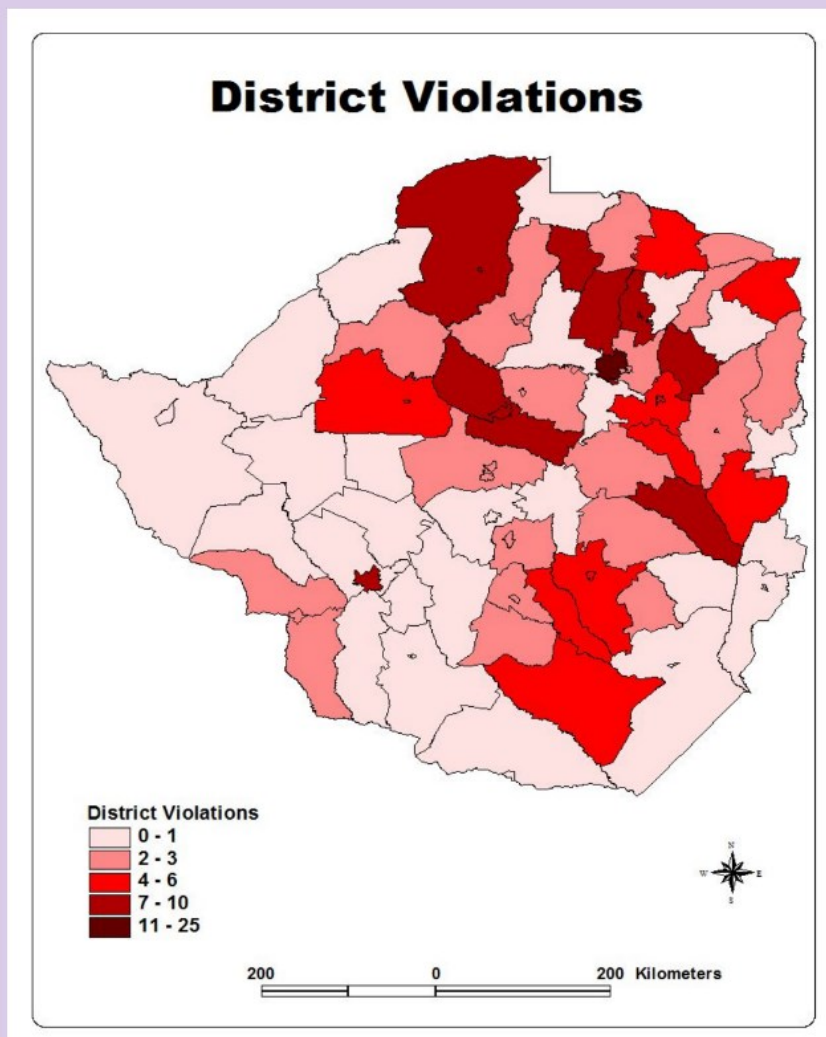 District Violations
District Violations
0 - 1
2 - 3
4 - 6
7 - 10
11 - 25
N
W E
S
200 0 200 Kilometers